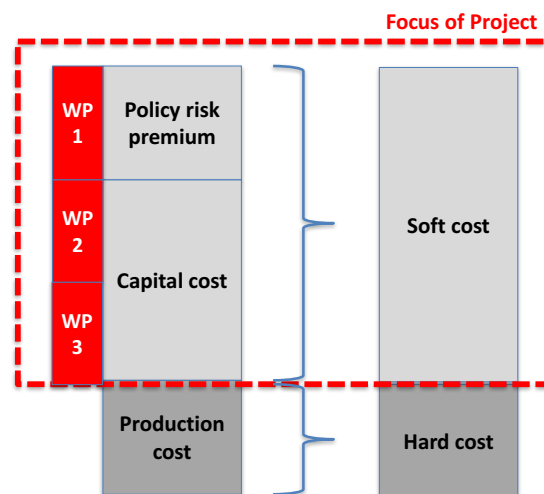 Focus of Project
WP
1
Policy risk
premium
WP
2
Capital cost
Soft cost
WP
3
Production
cost
Hard cost